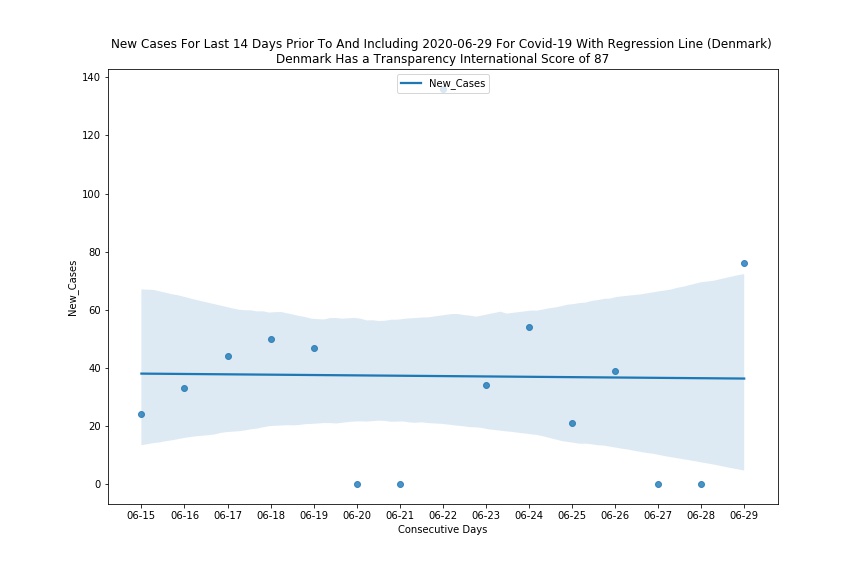 New Cases For Last 14 Days Prior To And Including 2020-06-29 For Covid-19 With Regression Line (Denmark)
Denmark Has a Transparency International Score of 87
New_Cases
140
120
100
80
60
40
20
0
New_Cases
06-15 06-16 06-17 06-18 06-19 06-20 06-21 06-22 06-23 06-24 06-25 06-26 06-27 06-28 06-29
Consecutive Days